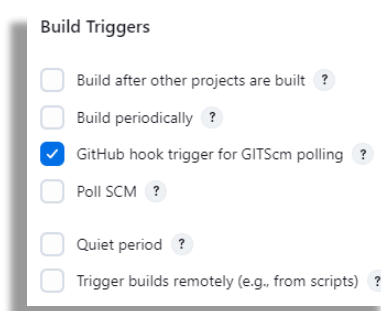 Build Triggers
Build after other projects are built ?
Build periodically ?
GitHub hook trigger for GITScm polling ?
Poll SCM ?
Quiet period ?
Trigger builds remotely (e.g., from scripts) ?